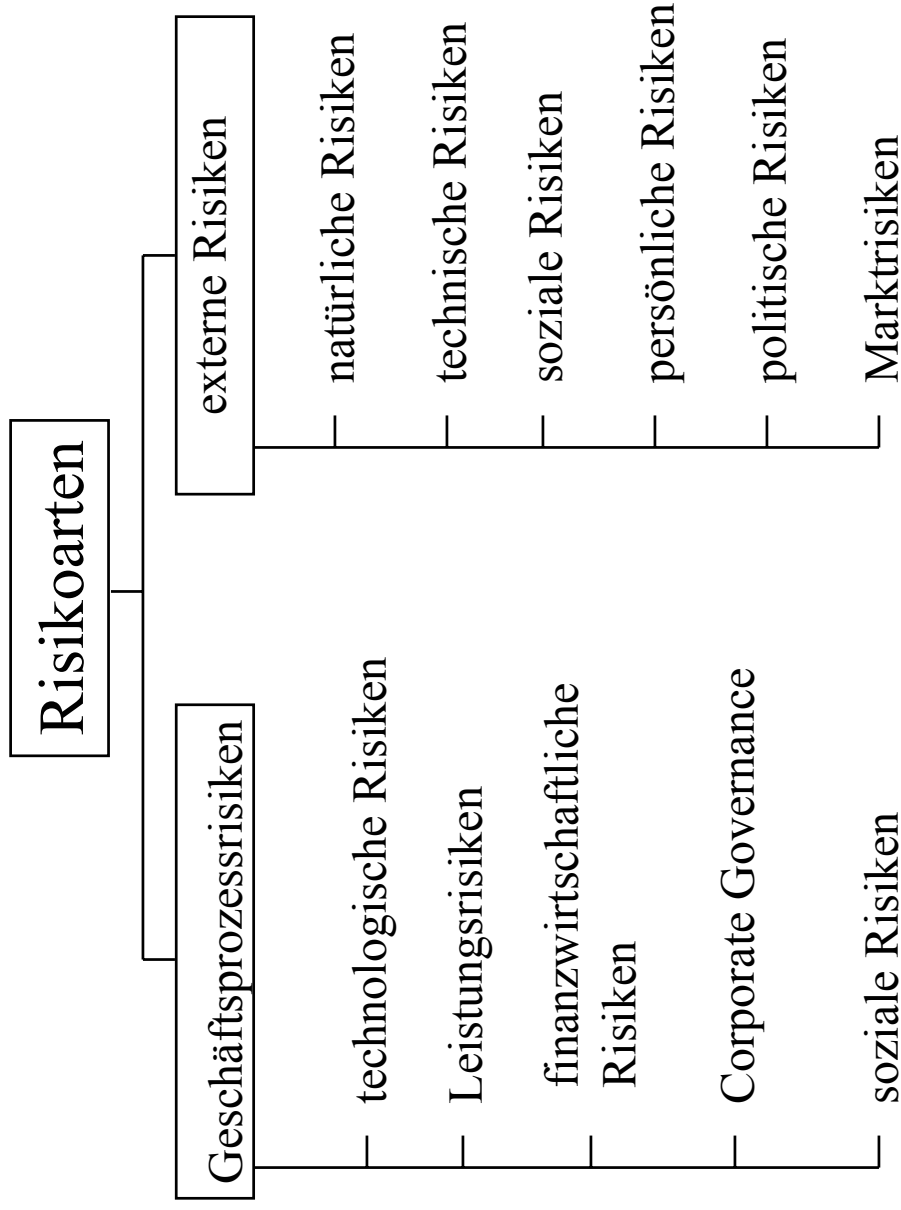 Risikoarten
Geschäftsprozessrisiken
technologische Risiken
Leistungsrisiken
finanzwirtschaftliche
Risiken
Corporate Governance
soziale Risiken
externe Risiken
natürliche Risiken
technische Risiken
soziale Risiken
persönliche Risiken
politische Risiken
Marktrisiken